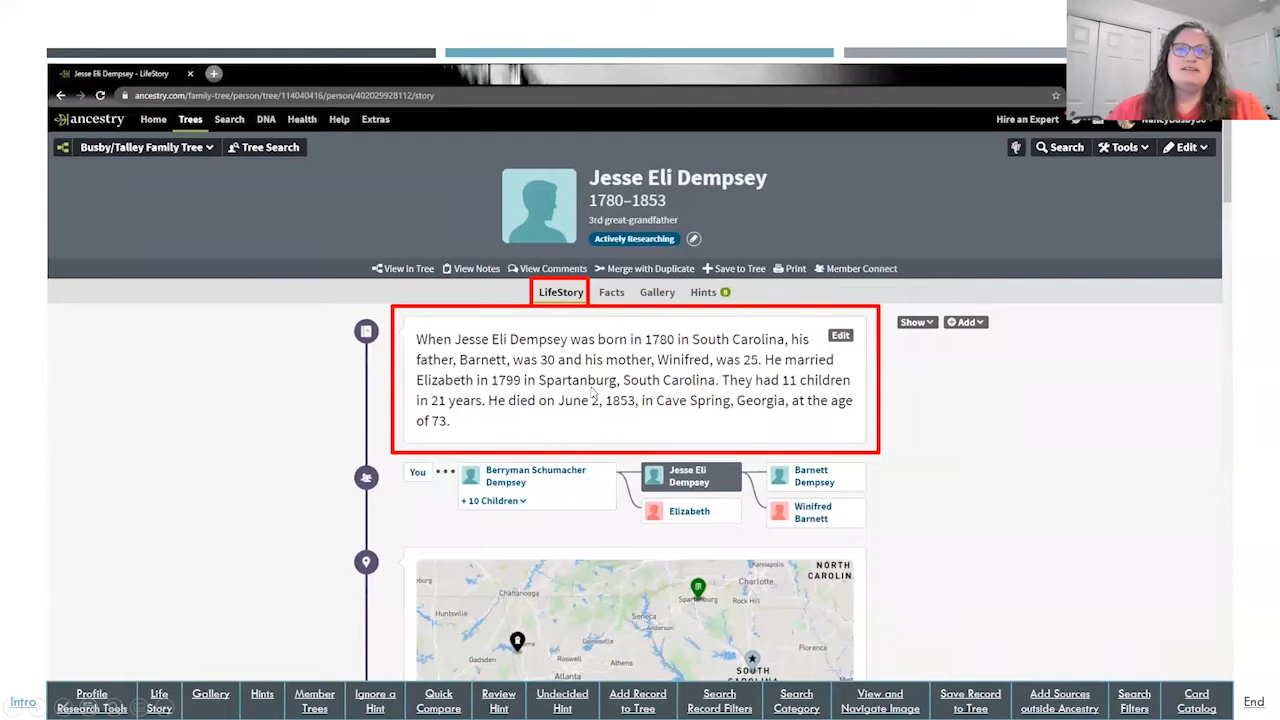 Jesse Eli Dempsey - LifeStory
ancestry.com/family-tree/person/tree/114040416/person/402029928112/story
ancestry Home Trees Search DNA Health Help Extras Hire an Expert
Busby/Talley Family Tree Tree Search Search Tools Edit
Jesse Eli Dempsey
1780–1853
3rd great-grandfather
Actively Researching
View in Tree View Notes View Comments Merge with Duplicate Save to Tree Print Member Connect
LifeStory Facts Gallery Hints 8
Show Add
Edit
When Jesse Eli Dempsey was born in 1780 in South Carolina, his
father, Barnett, was 30 and his mother, Winifred, was 25. He married
Elizabeth in 1799 in Spartanburg, South Carolina. They had 11 children
in 21 years. He died on June 2, 1853, in Cave Spring, Georgia, at the age
of 73.
You
Berryman Schumacher
Dempsey
+ 10 Children
Jesse Eli
Dempsey
Elizabeth
Barnett
Dempsey
Winifred
Barnett
NORTH
CAROLIN
Kannapolis
Charlotte
Chattanooga
Spartanburg
Rock Hill
Huntsville
Seneca
Anderson
Greenwood
Florence
Gadsden
Roswell
Athens
Atlanta
SOUTH
Intro
Profile
Research Tools
Life
Story
Gallery
Hints
Member
Trees
Ignore a
Hint
Quick
Compare
Review
Hint
Undecided
Hint
Add Record
to Tree
Search
Record Filters
Search
Category
View and
Navigate Image
Save Record
to Tree
Add Sources
outside Ancestry
Search
Filters
Card
Catalog
End